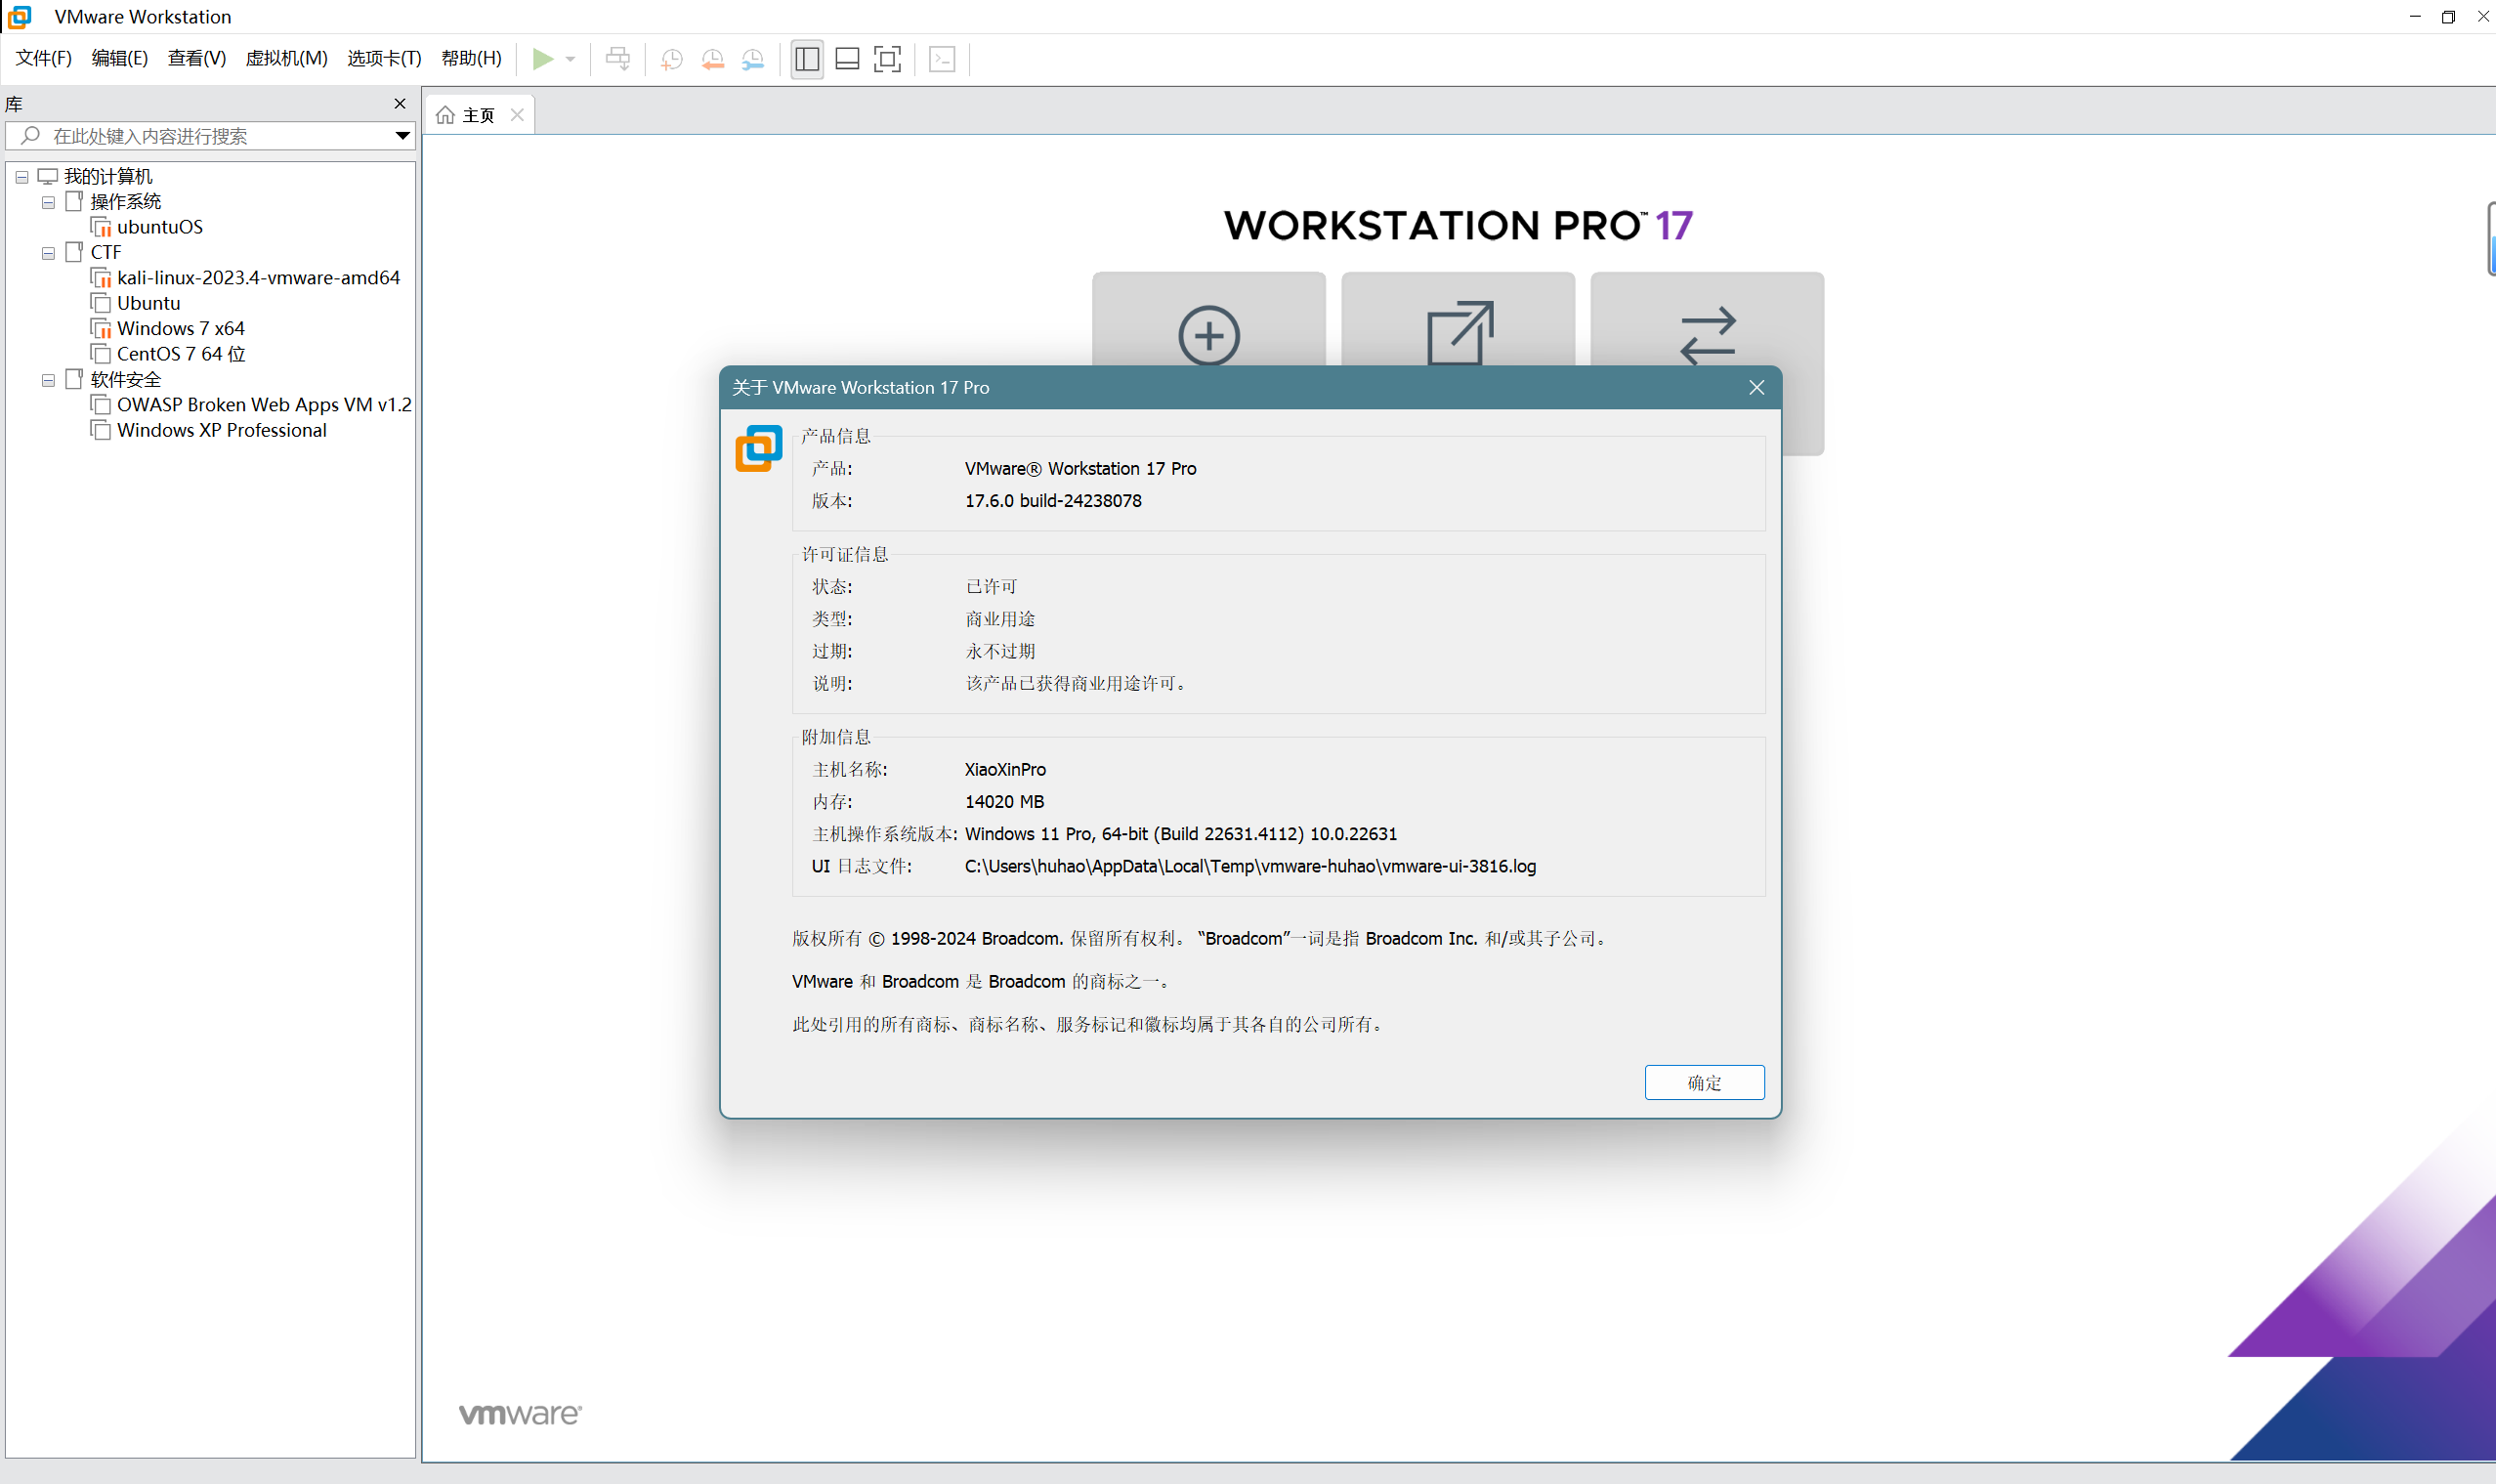 VMware Workstation
文件(F) 编辑(E) 查看(V) 虚拟机(M) 选项卡(T) 帮助(H)
库
在此处键入内容进行搜索
我的计算机
操作系统
ubuntuOS
CTF
kali-linux-2023.4-vmware-amd64
Ubuntu
Windows 7 x64
CentOS 7 64 位
软件安全
OWASP Broken Web Apps VM v1.2
Windows XP Professional
主页
WORKSTATION PRO™ 17
关于 VMware Workstation 17 Pro
产品信息
产品: VMware® Workstation 17 Pro
版本: 17.6.0 build-24238078
许可证信息
状态: 已许可
类型: 商业用途
过期: 永不过期
说明: 该产品已获得商业用途许可。
附加信息
主机名称: XiaoXinPro
内存: 14020 MB
主机操作系统版本: Windows 11 Pro, 64-bit (Build 22631.4112) 10.0.22631
UI 日志文件: C:\Users\huhao\AppData\Local\Temp\vmware-huhao\vmware-ui-3816.log
版权所有 © 1998-2024 Broadcom. 保留所有权利。 “Broadcom”一词是指 Broadcom Inc. 和/或其子公司。
VMware 和 Broadcom 是 Broadcom 的商标之一。
此处引用的所有商标、商标名称、服务标记和徽标均属于其各自的公司所有。
确定
vmware®